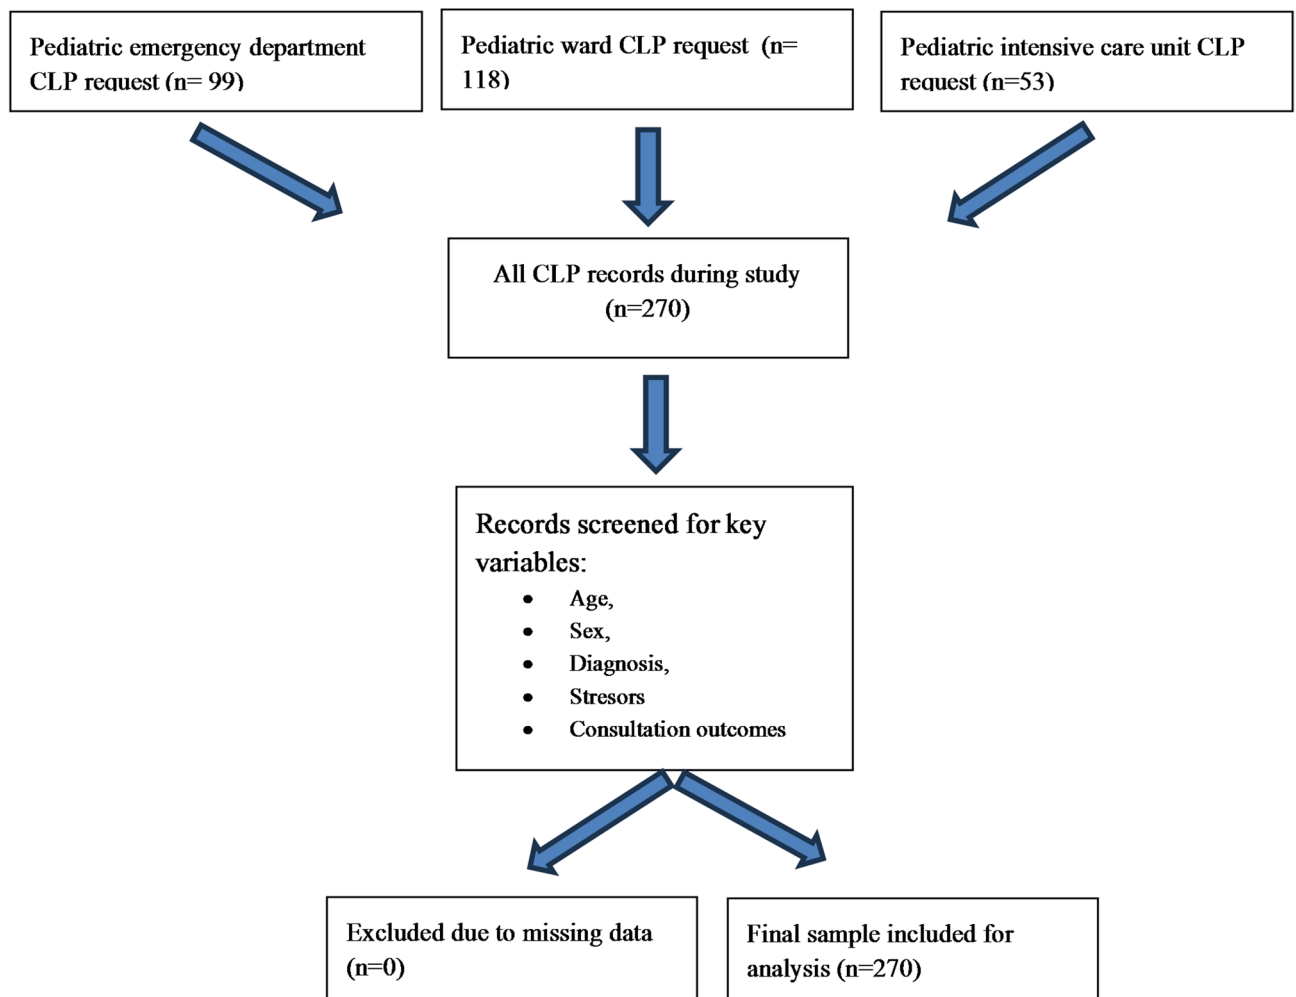 Pediatric emergency department
CLP request (n= 99)
Pediatric ward CLP request (n=
118)
Pediatric intensive care unit CLP
request (n=53)
All CLP records during study
(n=270)
Records screened for key
variables:
• Age,
• Sex,
• Diagnosis,
• Stresors
• Consultation outcomes
Excluded due to missing data
(n=0)
Final sample included for
analysis (n=270)